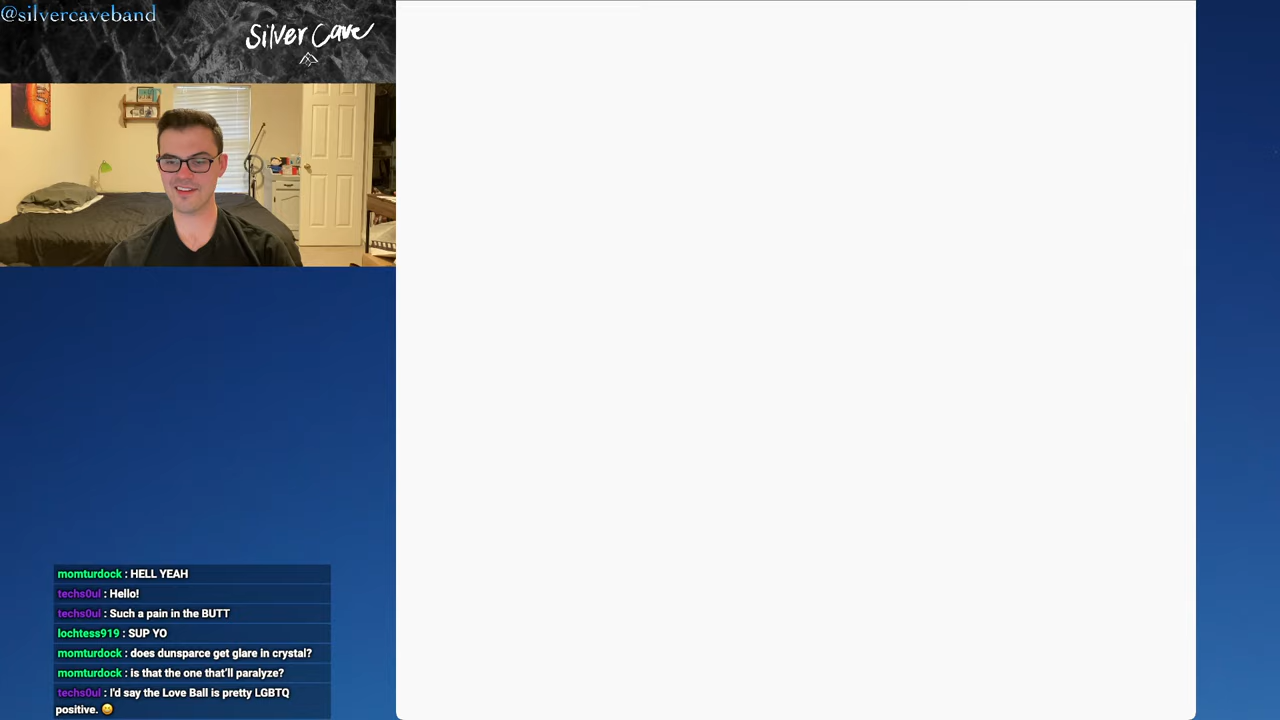 @silvercaveband
Silver Cave
momturdock : HELL YEAH
techs0ul : Hello!
techs0ul : Such a pain in the BUTT
lochtess919 : SUP YO
momturdock : does dunsparce get glare in crystal?
momturdock : is that the one that'll paralyze?
techs0ul : I'd say the Love Ball is pretty LGBTQ
positive. 😀